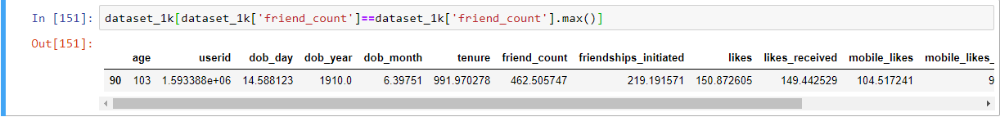 In [151]: dataset_1k[dataset_1k['friend_count']==dataset_1k['friend_count'].max()]
Out[151]:
age userid dob_day dob_year dob_month tenure friend_count friendships_initiated likes likes_received mobile_likes mobile_likes_
90 103 1.593388e+06 14.588123 1910.0 6.39751 991.970278 462.505747 219.191571 150.872605 149.442529 104.517241 9